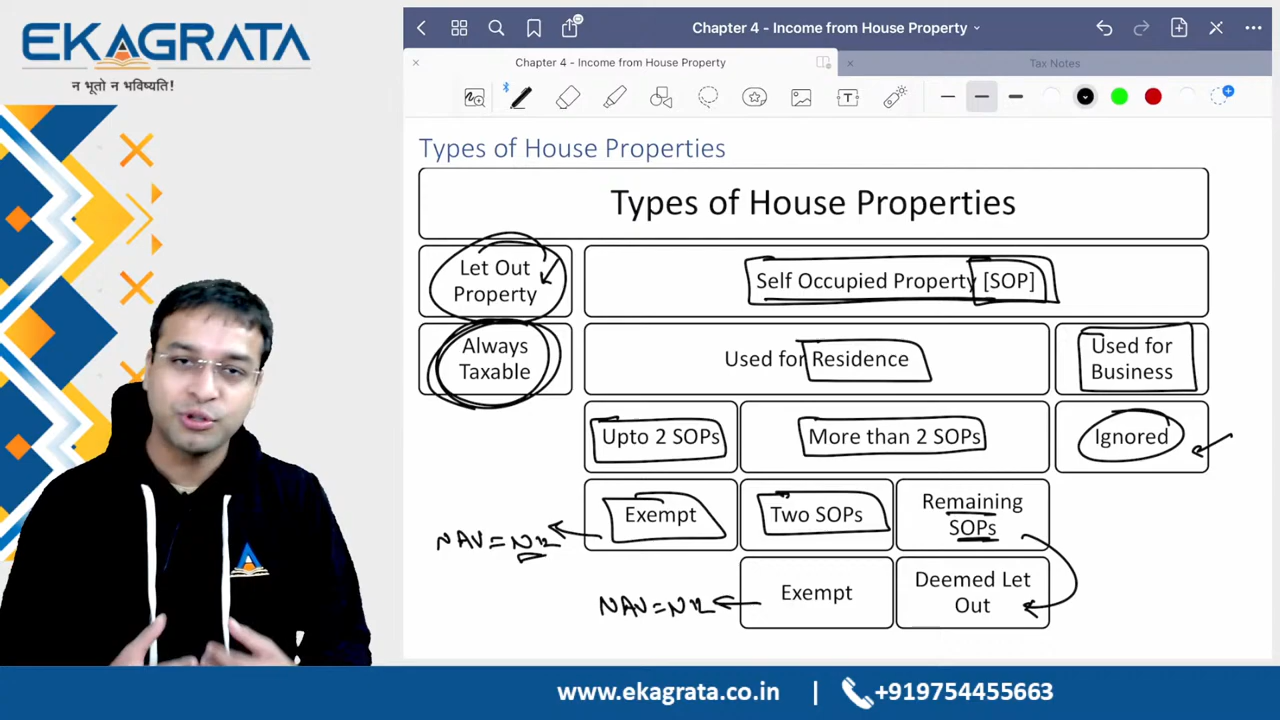 EKAGRATA
न भूतो न भविष्यति!
Chapter 4 - Income from House Property
Chapter 4 - Income from House Property
Tax Notes
T
Types of House Properties
Types of House Properties
Let Out
Property
Self Occupied Property [SOP]
Always
Taxable
Used for Residence
Used for
Business
Upto 2 SOPs
More than 2 SOPs
Ignored
Exempt
Two SOPs
Remaining
SOPs
NAV = Nil
Exempt
Deemed Let
Out
NAV = Nil
www.ekagrata.co.in | +919754455663